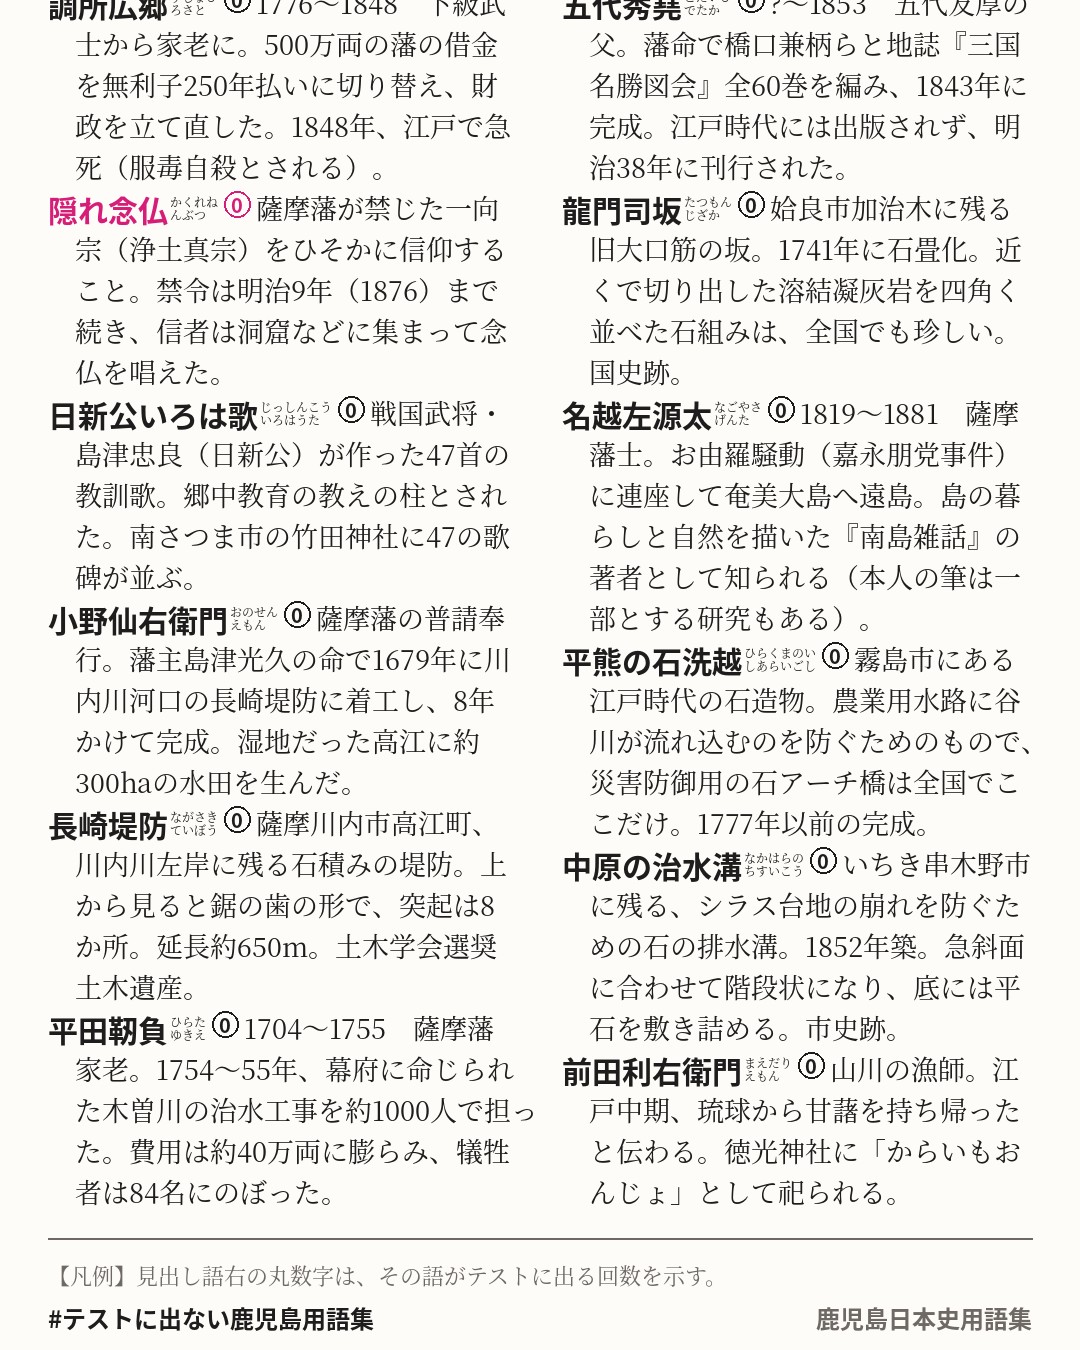 調所広郷 ろさと ⓪ 1776〜1848　下級武
士から家老に。500万両の藩の借金
を無利子250年払いに切り替え、財
政を立て直した。1848年、江戸で急
死（服毒自殺とされる）。
隠れ念仏 かくれねんぶつ ⓪ 薩摩藩が禁じた一向
宗（浄土真宗）をひそかに信仰する
こと。禁令は明治9年（1876）まで
続き、信者は洞窟などに集まって念
仏を唱えた。
日新公いろは歌 じっしんこういろはうた ⓪ 戦国武将・
島津忠良（日新公）が作った47首の
教訓歌。郷中教育の教えの柱とされ
た。南さつま市の竹田神社に47の歌
碑が並ぶ。
小野仙右衛門 おのせんえもん ⓪ 薩摩藩の普請奉
行。藩主島津光久の命で1679年に川
内川河口の長崎堤防に着工し、8年
かけて完成。湿地だった高江に約
300haの水田を生んだ。
長崎堤防 ながさきていぼう ⓪ 薩摩川内市高江町、
川内川左岸に残る石積みの堤防。上
から見ると鋸の歯の形で、突起は8
か所。延長約650m。土木学会選奨
土木遺産。
平田靭負 ひらたゆきえ ⓪ 1704〜1755　薩摩藩
家老。1754〜55年、幕府に命じられ
た木曽川の治水工事を約1000人で担っ
た。費用は約40万両に膨らみ、犠牲
者は84名にのぼった。
五代秀堯 でたか ⓪ ?〜1853　五代友厚の
父。藩命で橋口兼柄らと地誌『三国
名勝図会』全60巻を編み、1843年に
完成。江戸時代には出版されず、明
治38年に刊行された。
龍門司坂 たつもんじざか ⓪ 姶良市加治木に残る
旧大口筋の坂。1741年に石畳化。近
くで切り出した溶結凝灰岩を四角く
並べた石組みは、全国でも珍しい。
国史跡。
名越左源太 なごやさげんた ⓪ 1819〜1881　薩摩
藩士。お由羅騒動（嘉永朋党事件）
に連座して奄美大島へ遠島。島の暮
らしと自然を描いた『南島雑話』の
著者として知られる（本人の筆は一
部とする研究もある）。
平熊の石洗越 ひらくまのいしあらいごし ⓪ 霧島市にある
江戸時代の石造物。農業用水路に谷
川が流れ込むのを防ぐためのもので、
災害防御用の石アーチ橋は全国でこ
こだけ。1777年以前の完成。
中原の治水溝 なかはらのちすいこう ⓪ いちき串木野市
に残る、シラス台地の崩れを防ぐた
めの石の排水溝。1852年築。急斜面
に合わせて階段状になり、底には平
石を敷き詰める。市史跡。
前田利右衛門 まえだりえもん ⓪ 山川の漁師。江
戸中期、琉球から甘藷を持ち帰った
と伝わる。徳光神社に「からいもお
んじょ」として祀られる。
【凡例】見出し語右の丸数字は、その語がテストに出る回数を示す。
#テストに出ない鹿児島用語集
鹿児島日本史用語集